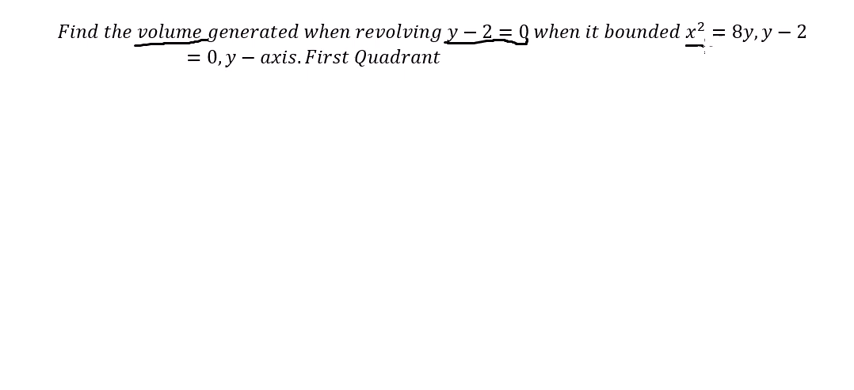 Find the volume generated when revolving y − 2 = 0 when it bounded x² = 8y, y − 2
= 0, y − axis. First Quadrant